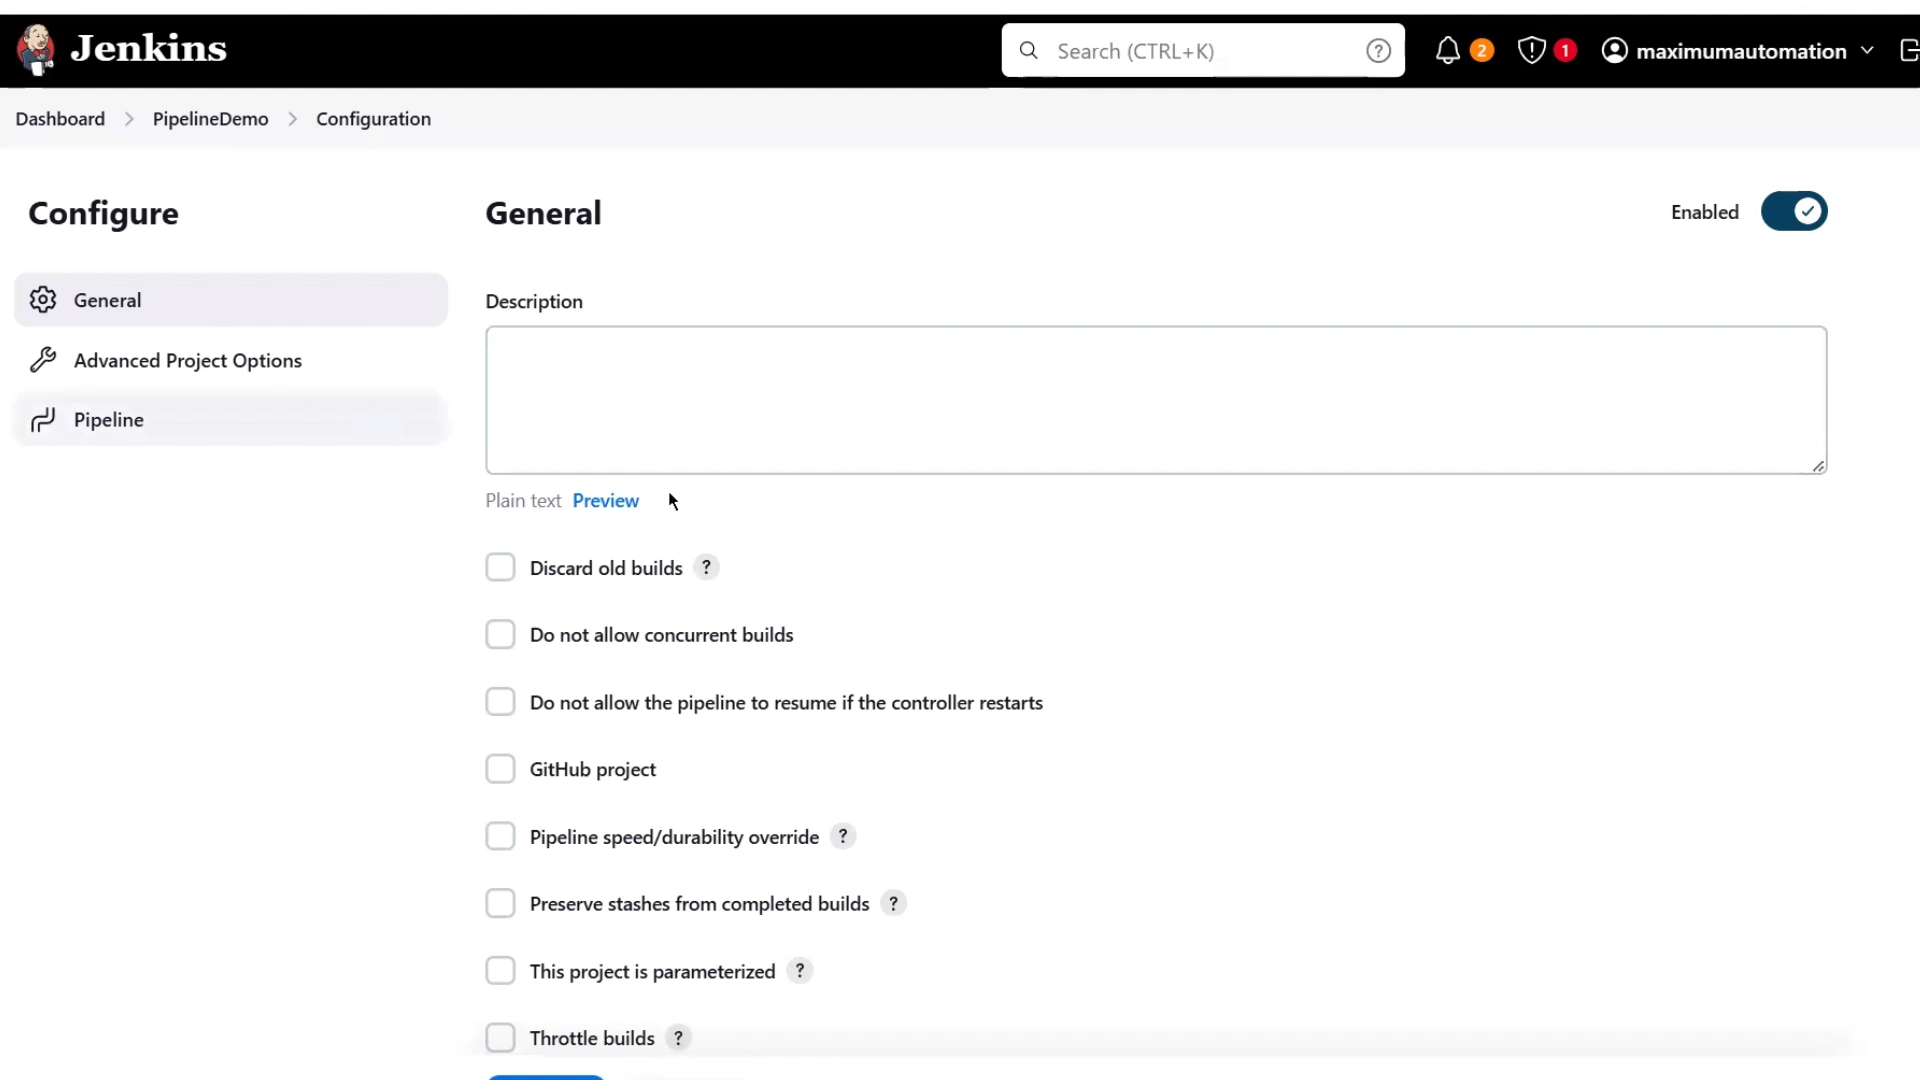 Jenkins
Search (CTRL+K)
?
2
1
maximumautomation
Dashboard > PipelineDemo > Configuration
Configure
General
Advanced Project Options
Pipeline
General
Enabled
Description
Plain text Preview
Discard old builds ?
Do not allow concurrent builds
Do not allow the pipeline to resume if the controller restarts
GitHub project
Pipeline speed/durability override ?
Preserve stashes from completed builds ?
This project is parameterized ?
Throttle builds ?